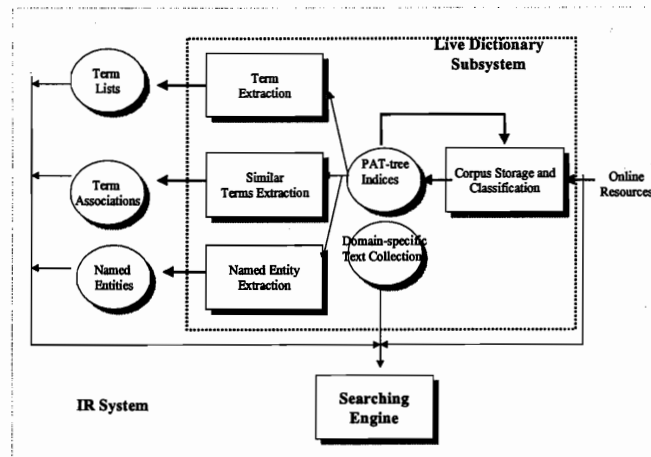 Live Dictionary
Subsystem
Term
Lists
Term
Extraction
Term
Associations
Similar
Terms Extraction
PAT-tree
Indices
Corpus Storage and
Classification
Online
Resources
Domain-specific
Text Collection
Named
Entities
Named Entity
Extraction
IR System
Searching
Engine